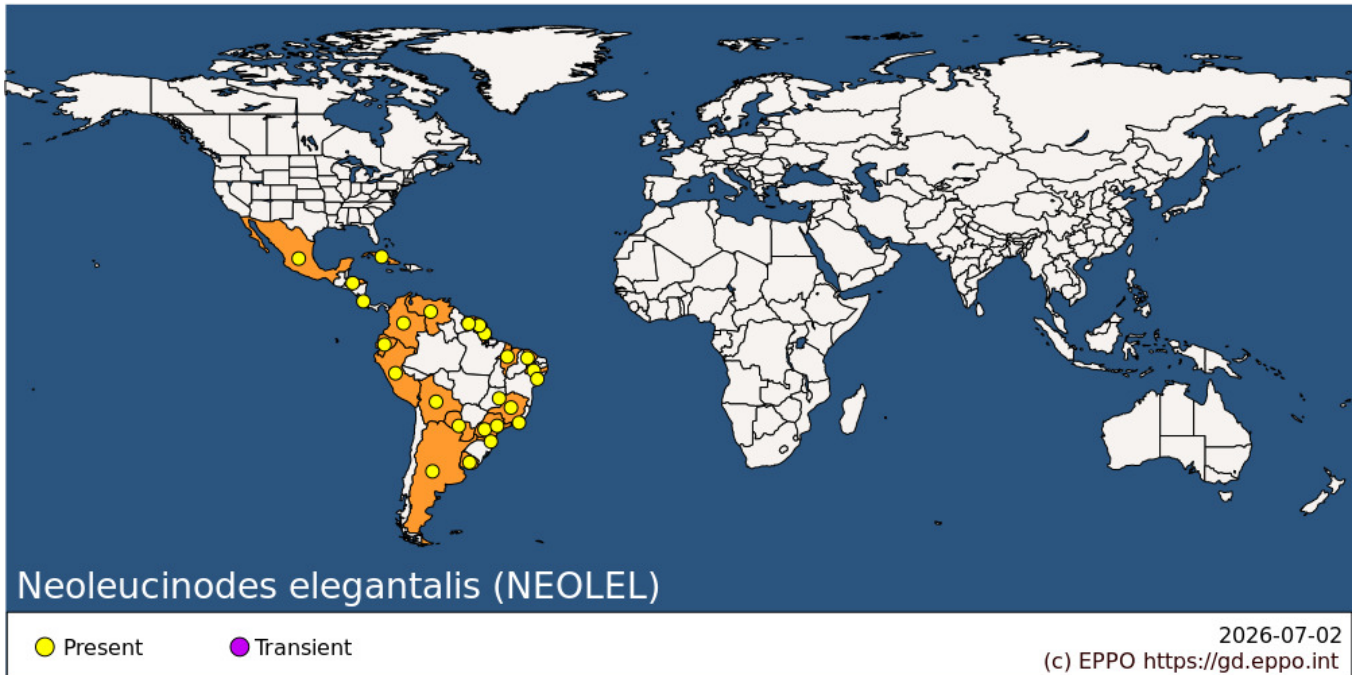 Neoleucinodes elegantalis (NEOLEL)
Present
Transient
2026-07-02
(c) EPPO https://gd.eppo.int